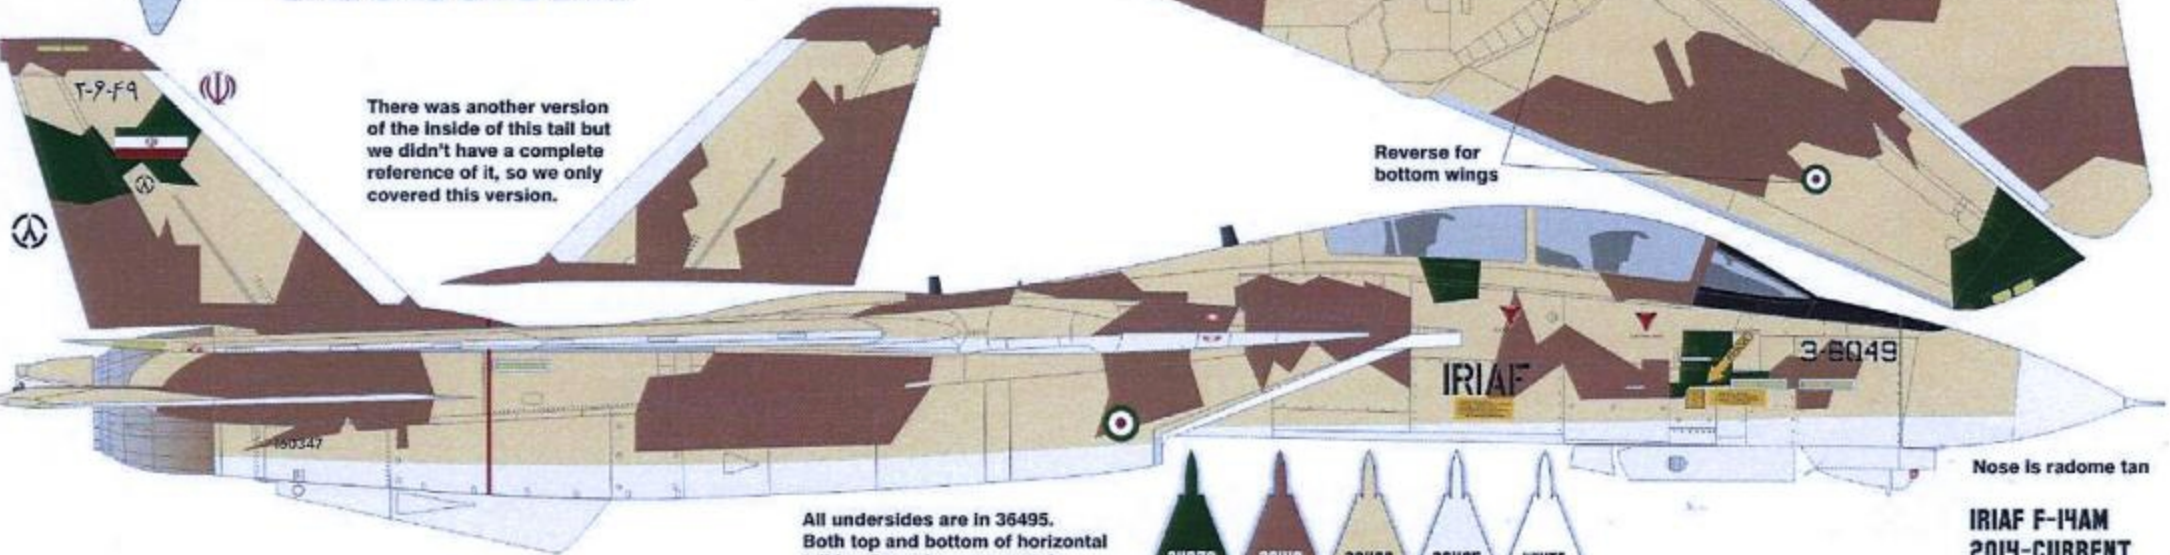 ۳-۶-۴۹
There was another version
of the inside of this tail but
we didn't have a complete
reference of it, so we only
covered this version.
Reverse for
bottom wings
IRIAF
3-6049
160347
Nose is radome tan
All undersides are in 36495.
Both top and bottom of horizontal
IRIAF F-14AM
2014-CURRENT